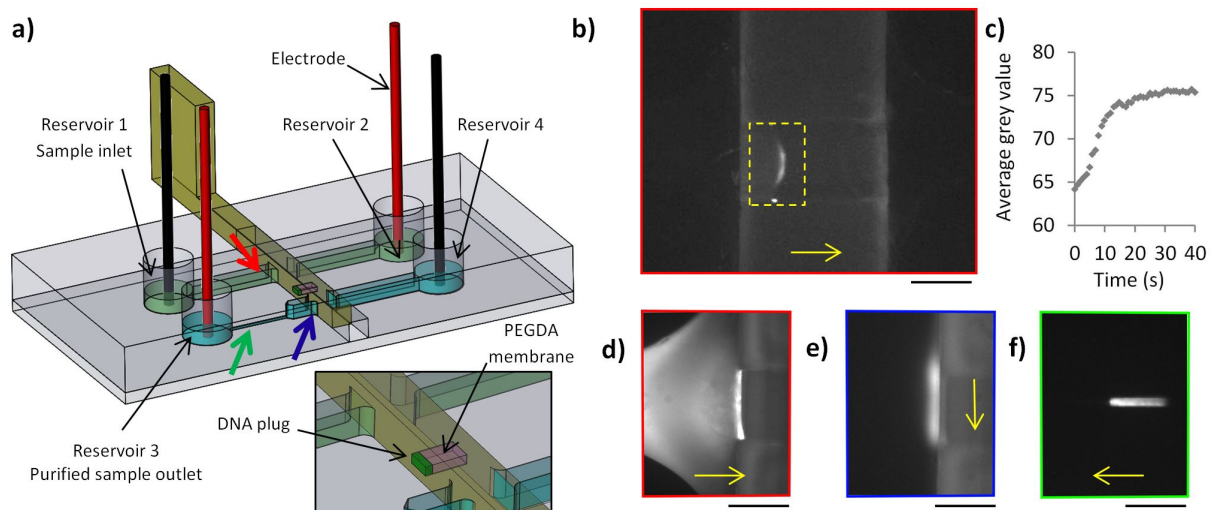 a)
Electrode
Reservoir 1
Sample inlet
Reservoir 2
Reservoir 4
PEGDA
membrane
DNA plug
Reservoir 3
Purified sample outlet
b)
c)
80
75
70
65
60
Average grey value
0 10 20 30 40
Time (s)
d)
e)
f)